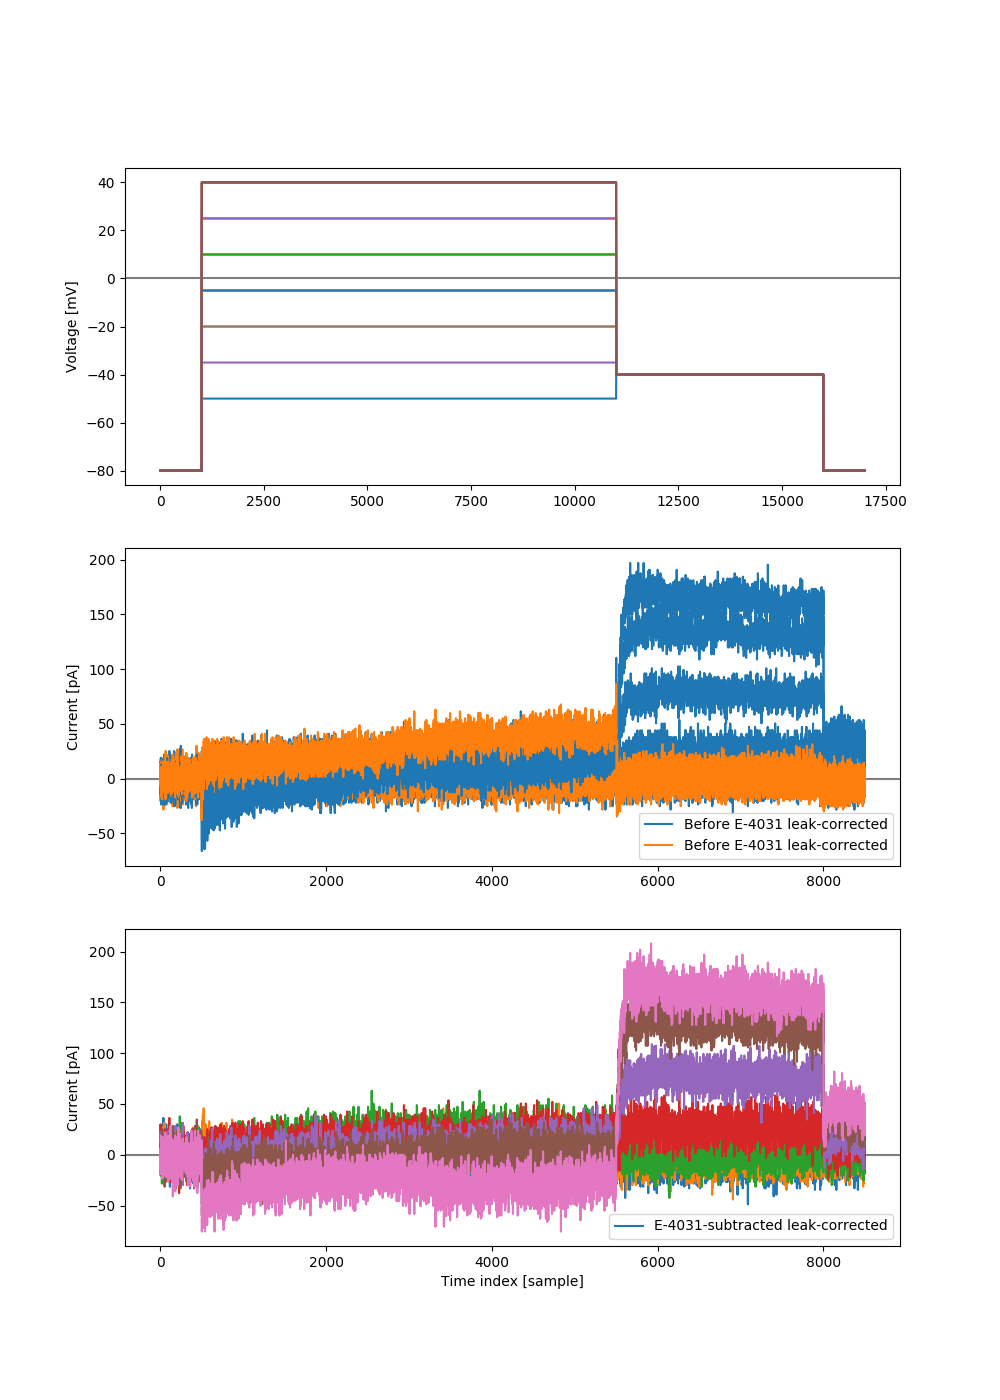 40
20
0
−20
−40
−60
−80
Voltage [mV]
0 2500 5000 7500 10000 12500 15000 17500
200
150
100
50
0
−50
Current [pA]
Before E-4031 leak-corrected
Before E-4031 leak-corrected
0 2000 4000 6000 8000
200
150
100
50
0
−50
Current [pA]
E-4031-subtracted leak-corrected
0 2000 4000 6000 8000
Time index [sample]